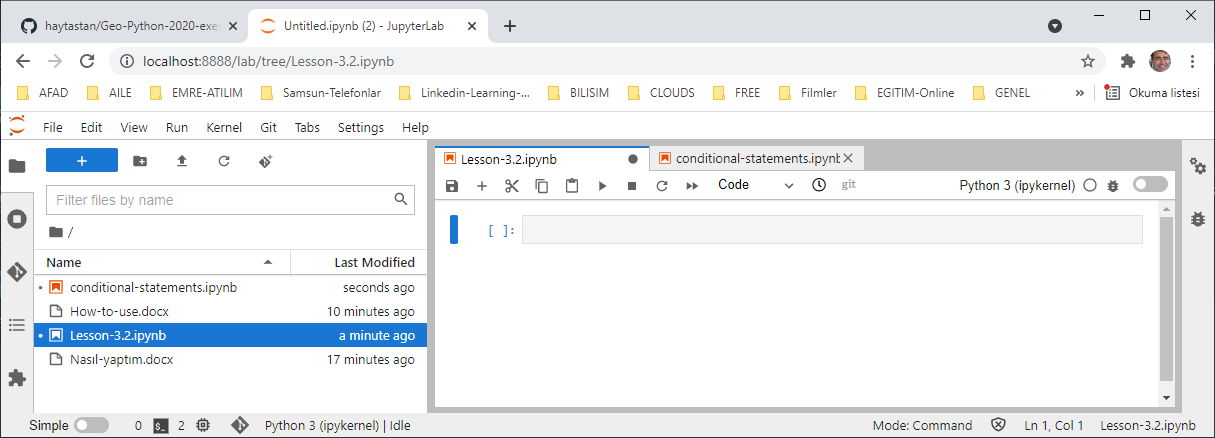 haytastan/Geo-Python-2020-exe
Untitled.ipynb (2) - JupyterLab
localhost:8888/lab/tree/Lesson-3.2.ipynb
AFAD AILE EMRE-ATILIM Samsun-Telefonlar Linkedin-Learning-... BILISIM CLOUDS FREE Filmler EGITIM-Online GENEL » Okuma listesi
File Edit View Run Kernel Git Tabs Settings Help
Lesson-3.2.ipynb conditional-statements.ipynb
Code git Python 3 (ipykernel)
Filter files by name
/
[ ]:
Name Last Modified
conditional-statements.ipynb seconds ago
How-to-use.docx 10 minutes ago
Lesson-3.2.ipynb a minute ago
Nasıl-yaptım.docx 17 minutes ago
Simple 0 $_ 2 Python 3 (ipykernel) | Idle Mode: Command Ln 1, Col 1 Lesson-3.2.ipynb